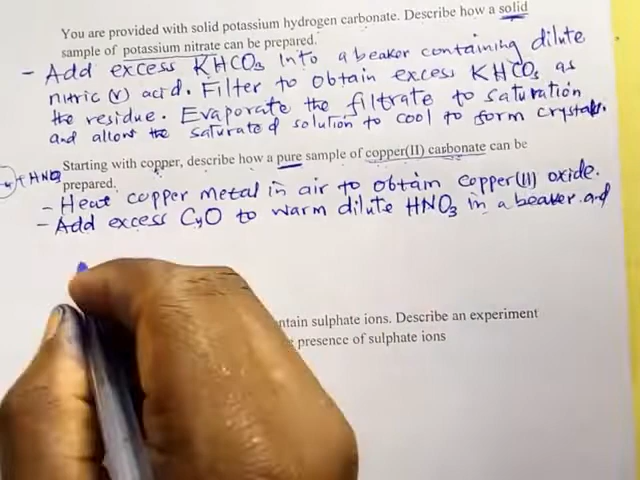 You are provided with solid potassium hydrogen carbonate. Describe how a solid
sample of potassium nitrate can be prepared.
- Add excess KHCO3 into a beaker containing dilute
nitric (v) acid. Filter to obtain excess KHCO3 as
the residue. Evaporate the filtrate to saturation
and allow the saturated solution to cool to form crystals.
Starting with copper, describe how a pure sample of copper(II) carbonate can be
+ HNO3
prepared.
- Heat copper metal in air to obtain copper(II) oxide.
- Add excess CuO to warm dilute HNO3 in a beaker and
ntain sulphate ions. Describe an experiment
presence of sulphate ions